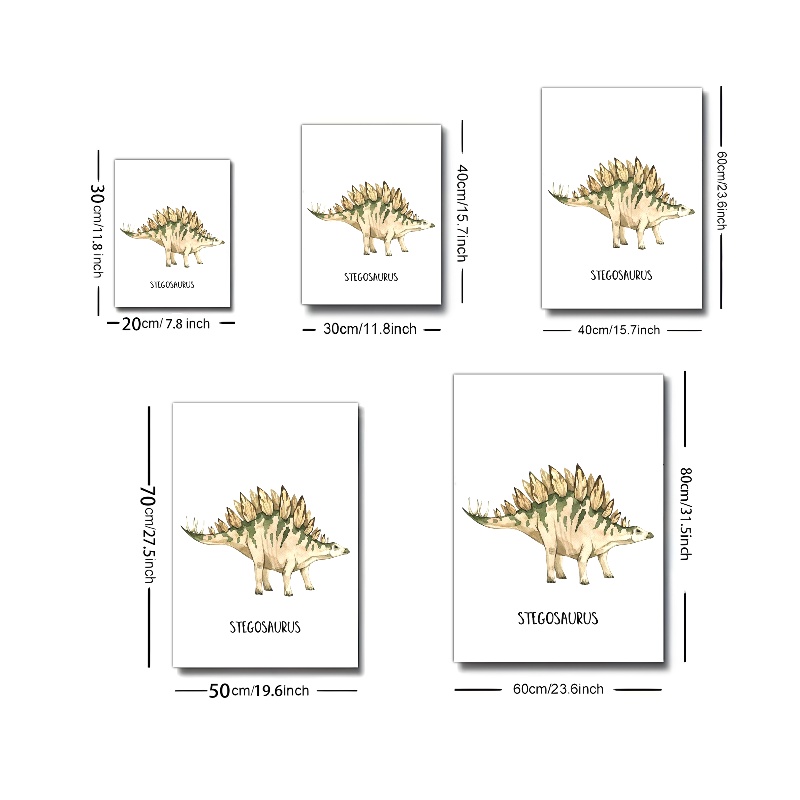 30cm/11.8 inch
STEGOSAURUS
20cm/ 7.8 inch
40cm/15.7inch
STEGOSAURUS
30cm/11.8inch
60cm/23.6inch
STEGOSAURUS
40cm/15.7inch
70cm/27.5inch
STEGOSAURUS
50cm/19.6inch
80cm/31.5inch
STEGOSAURUS
60cm/23.6inch